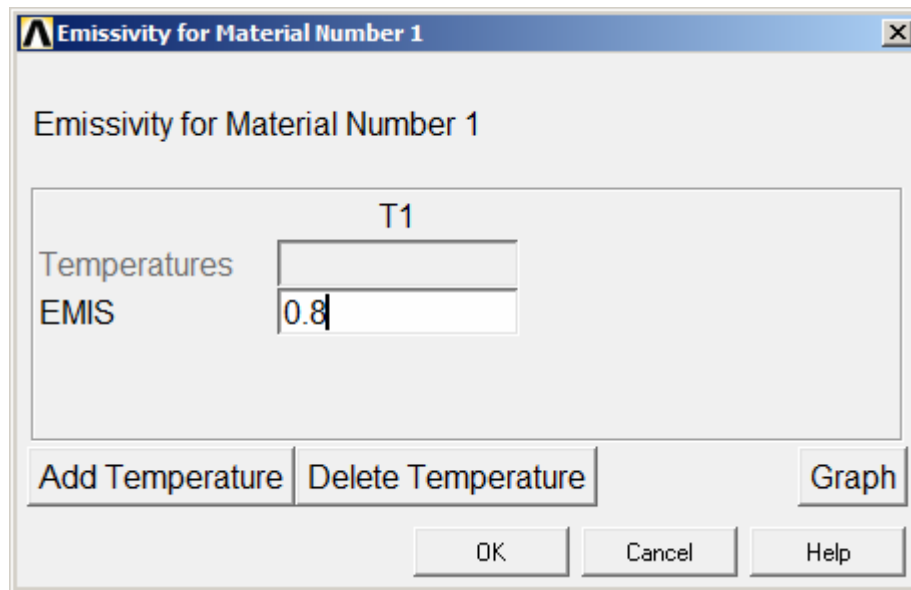 Emissivity for Material Number 1
Emissivity for Material Number 1
T1
Temperatures
EMIS 0.8
Add Temperature Delete Temperature Graph
OK Cancel Help